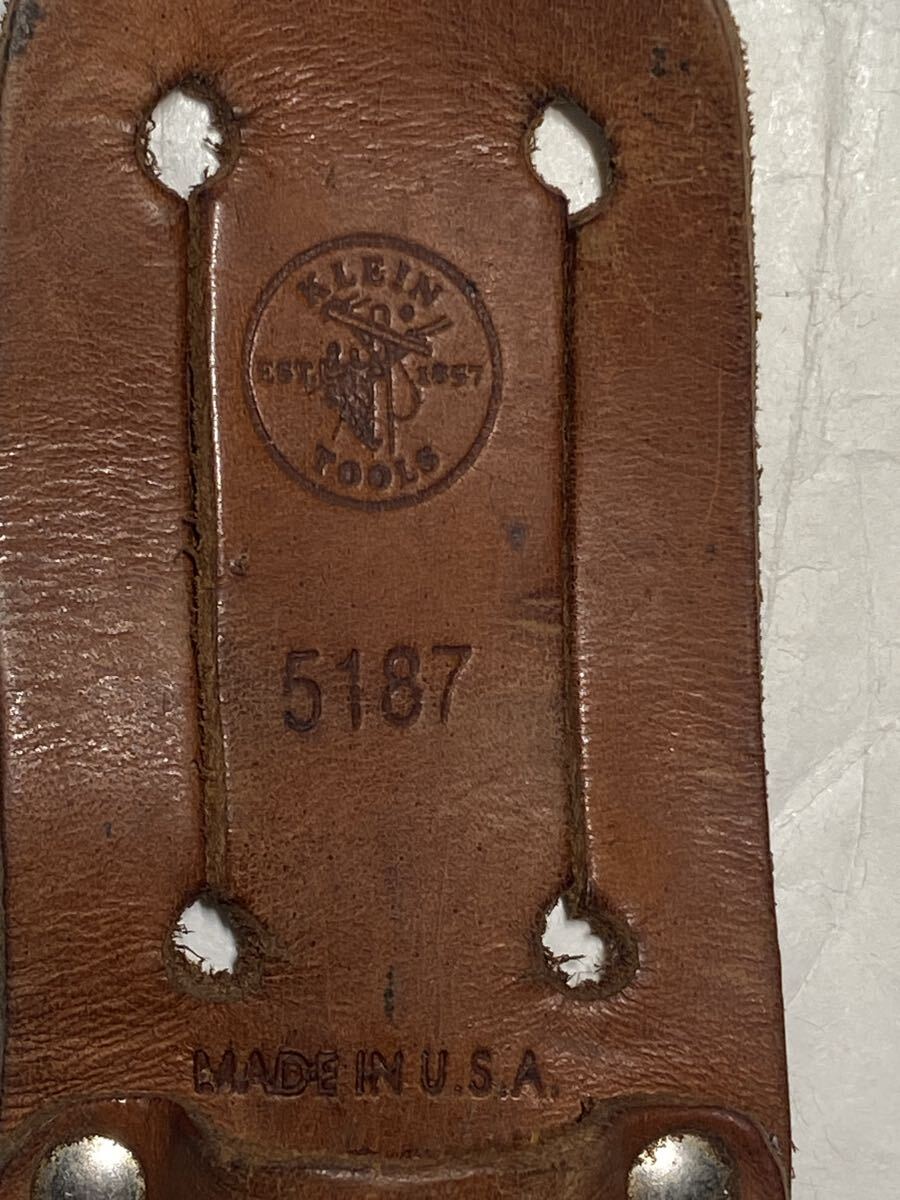 KLEIN
EST. 1857
TOOLS
5187
MADE IN U.S.A.